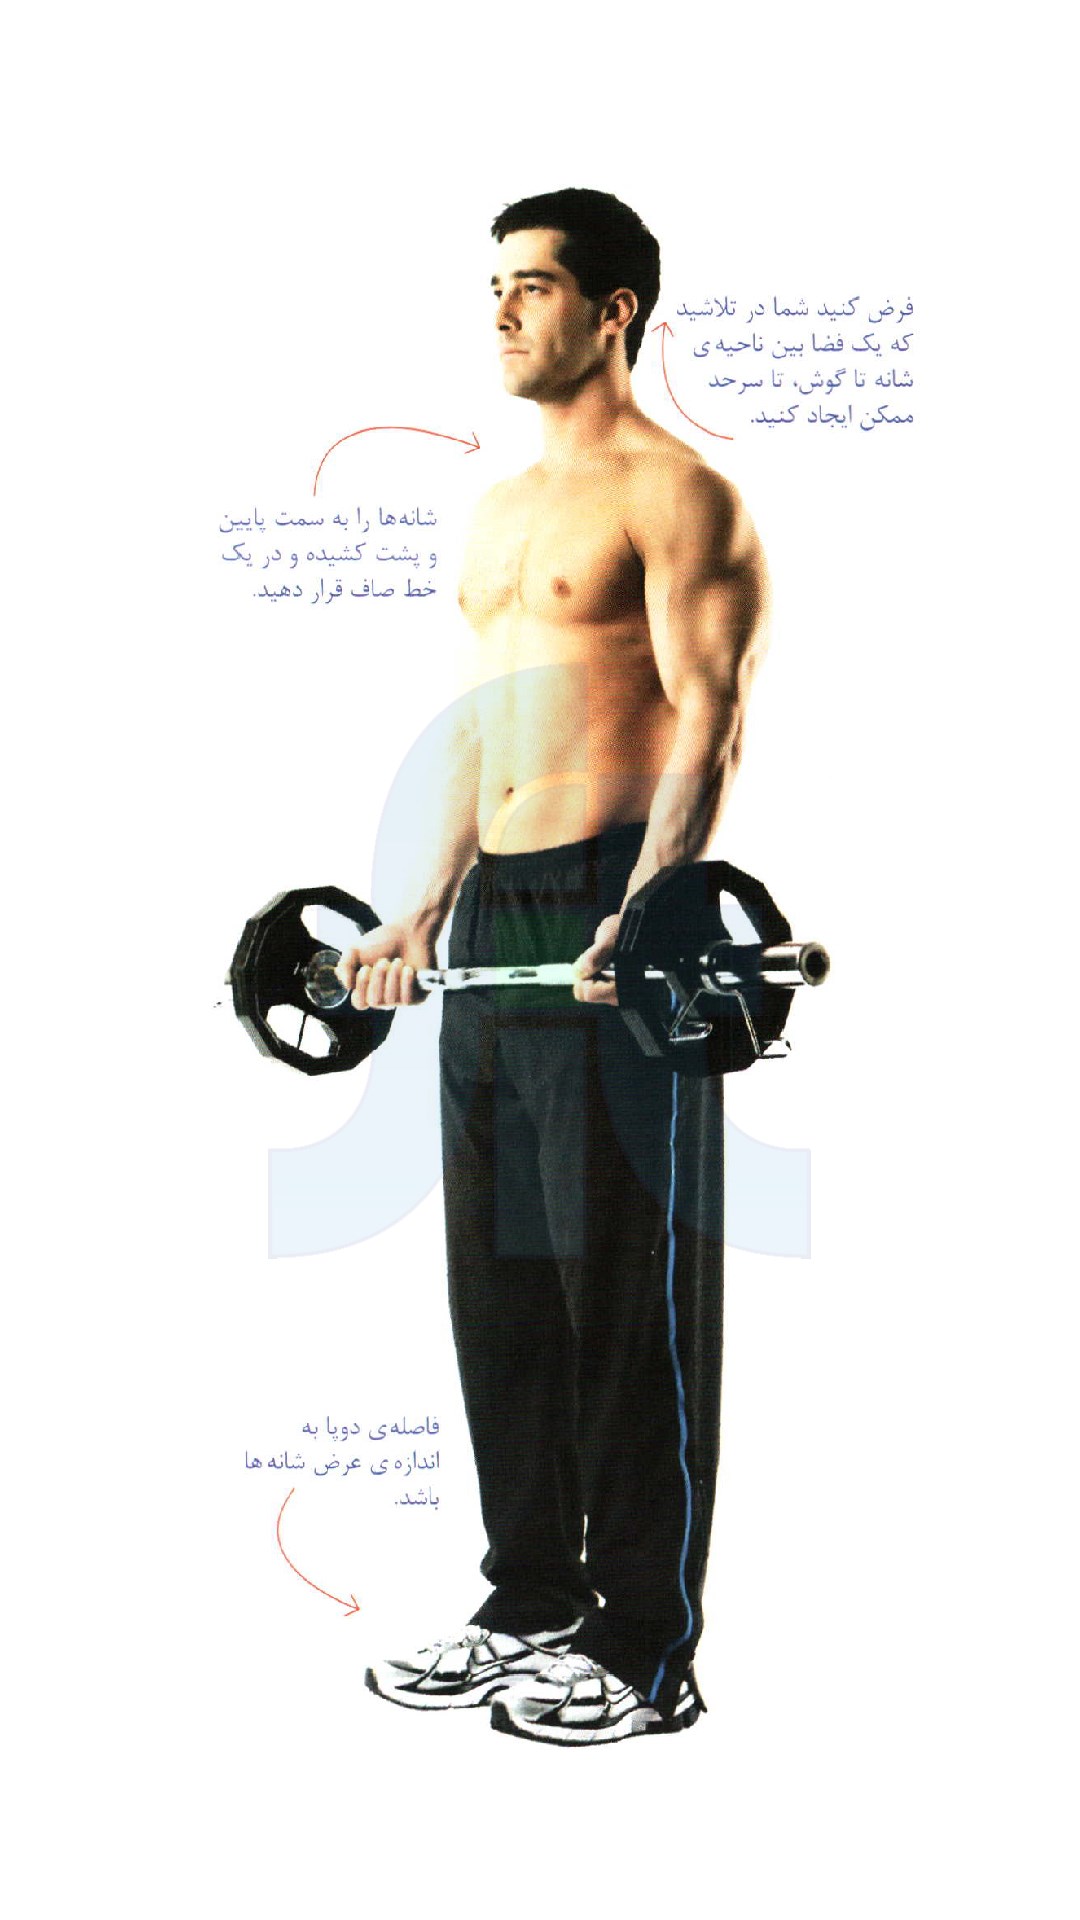 فرض کنید شما در تلاشید
که یک فضا بین ناحیه‌ی
شانه تا گوش، تا سرحد
ممکن ایجاد کنید.
شانه‌ها را به سمت پایین
و پشت کشیده و در یک
خط صاف قرار دهید.
فاصله‌ی دوپا به
اندازه‌ی عرض شانه‌ها
باشد.